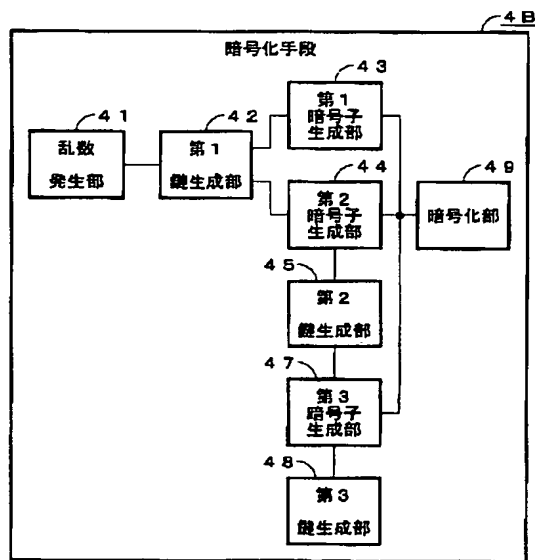 4B
暗号化手段
43
41
42
第1
暗号子
生成部
乱数
発生部
第1
鍵生成部
44
49
第2
暗号子
生成部
暗号化部
45
第2
鍵生成部
47
第3
暗号子
生成部
48
第3
鍵生成部